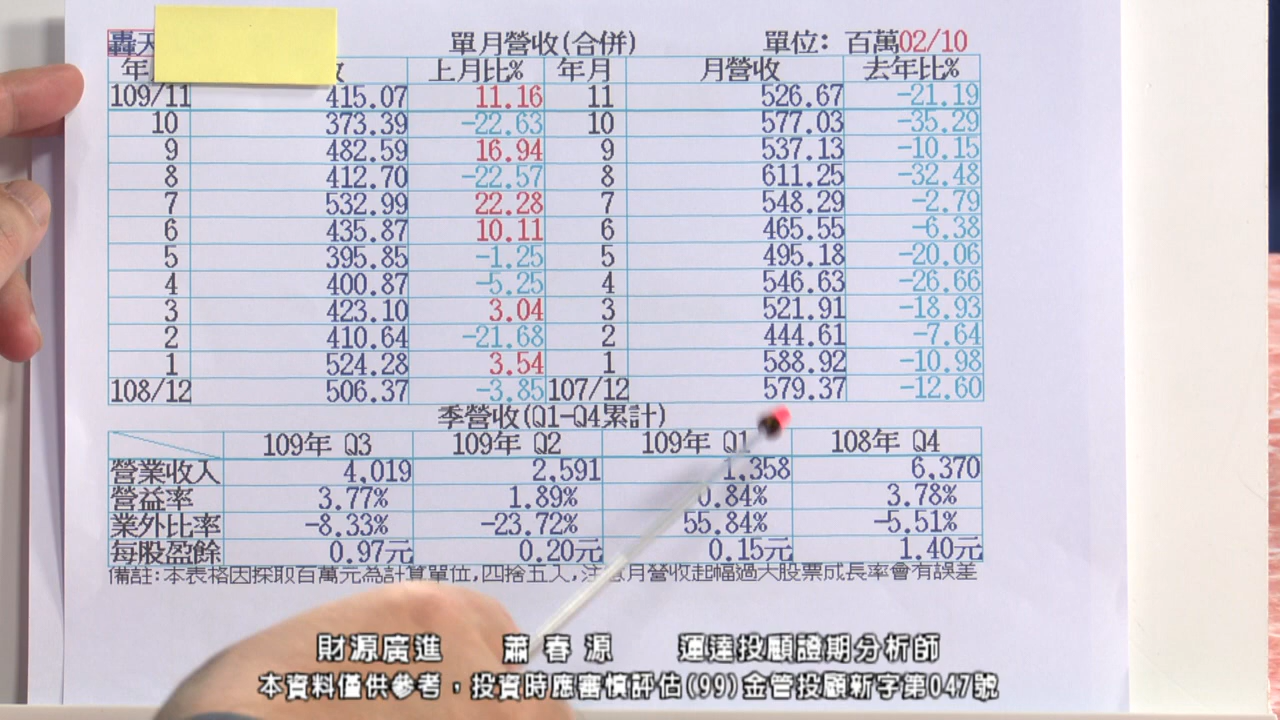 轟天 單月營收(合併) 單位: 百萬02/10
年 收 上月比% 年月 月營收 去年比%
109/11 415.07 11.16 11 526.67 -21.19
10 373.39 -22.63 10 577.03 -35.29
9 482.59 16.94 9 537.13 -10.15
8 412.70 -22.57 8 611.25 -32.48
7 532.99 22.28 7 548.29 -2.79
6 435.87 10.11 6 465.55 -6.38
5 395.85 -1.25 5 495.18 -20.06
4 400.87 -5.25 4 546.63 -26.66
3 423.10 3.04 3 521.91 -18.93
2 410.64 -21.68 2 444.61 -7.64
1 524.28 3.54 1 588.92 -10.98
108/12 506.37 -3.85 107/12 579.37 -12.60
季營收(Q1-Q4累計)
109年 Q3 109年 Q2 109年 Q1 108年 Q4
營業收入 4,019 2,591 1,358 6,370
營益率 3.77% 1.89% 0.84% 3.78%
業外比率 -8.33% -23.72% 55.84% -5.51%
每股盈餘 0.97元 0.20元 0.15元 1.40元
備註:本表格因採取百萬元為計算單位,四捨五入,注意月營收起幅過大股票成長率會有誤差
財源廣進 蕭春源 運達投顧證期分析師
本資料僅供參考,投資時應審慎評估(99)金管投顧新字第047號